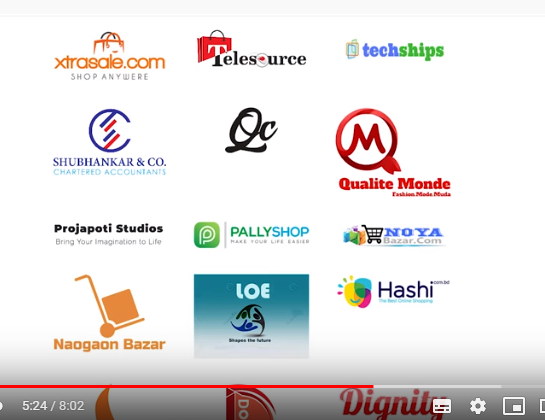 xtrasale.com
SHOP ANYWERE
Telesource
techships
SHUBHANKAR & CO.
CHARTERED ACCOUNTANTS
Qc
M
Qualite Monde
Fashion Mode Moda
Projapoti Studios
Bring Your Imagination to Life
PALLYSHOP
MAKE YOUR LIFE EASIER
NOYA
Bazar.Com
Naogaon Bazar
LOE
Shapes the future
Hashi.com.bd
The Best Online Shopping
DO
Dignity
5:24 / 8:02